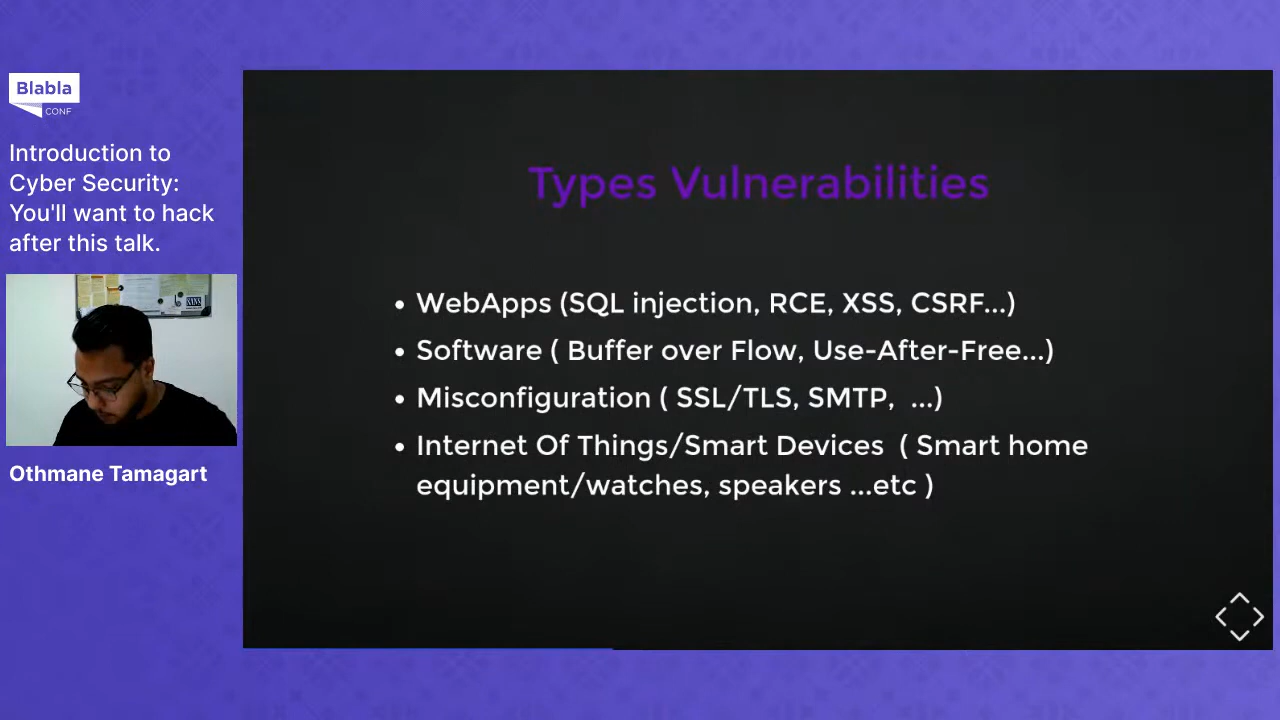 Blabla
CONF
Introduction to
Cyber Security:
You'll want to hack
after this talk.
Othmane Tamagart
Types Vulnerabilities
• WebApps (SQL injection, RCE, XSS, CSRF...)
• Software ( Buffer over Flow, Use-After-Free...)
• Misconfiguration ( SSL/TLS, SMTP,  ...)
• Internet Of Things/Smart Devices  ( Smart home
equipment/watches, speakers ...etc )